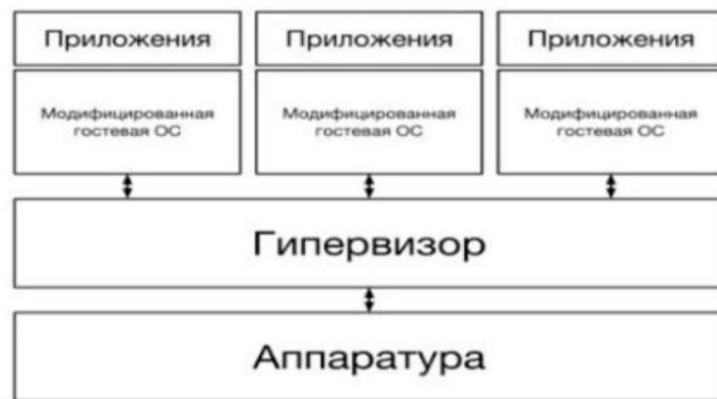 Приложения
Приложения
Приложения
Модифицированная
гостевая ОС
Модифицированная
гостевая ОС
Модифицированная
гостевая ОС
Гипервизор
Аппаратура